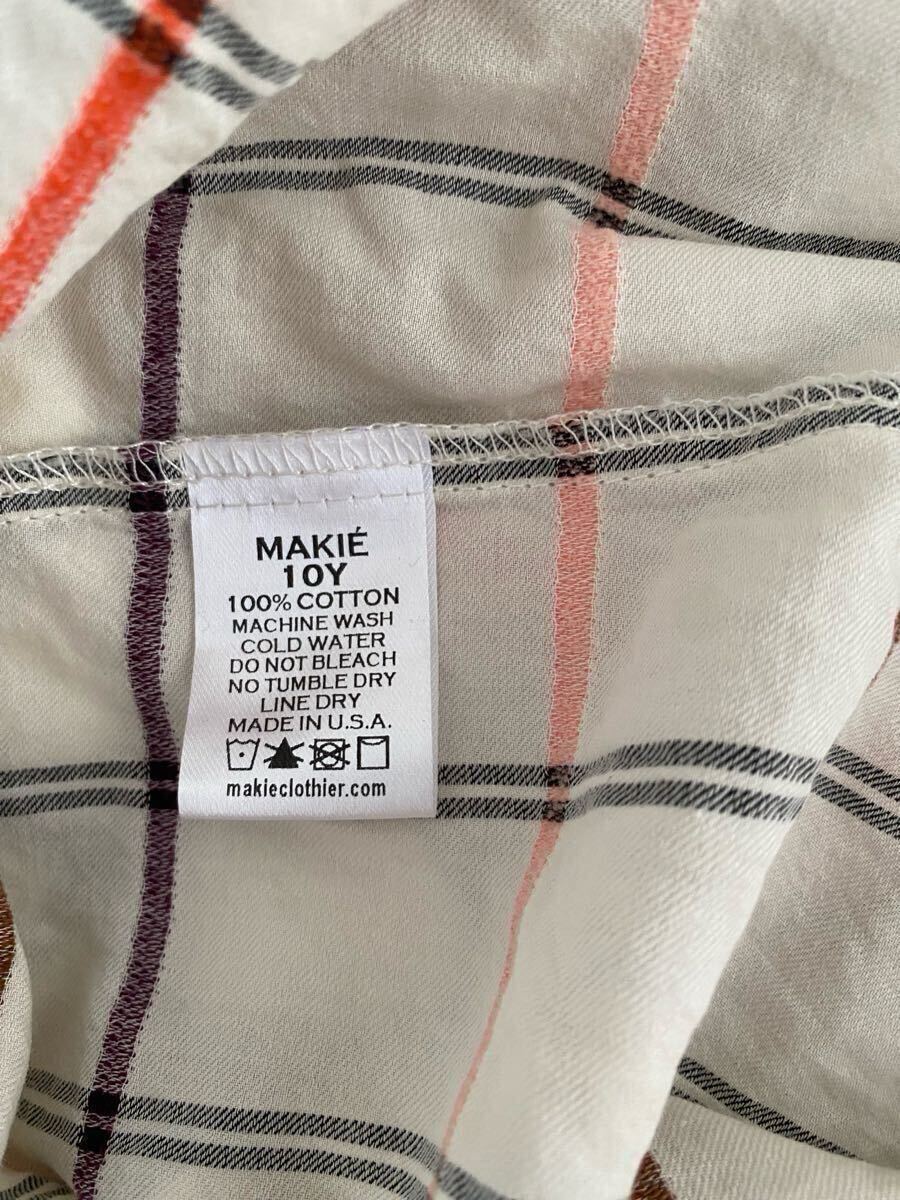 MAKIÉ
10Y
100% COTTON
MACHINE WASH
COLD WATER
DO NOT BLEACH
NO TUMBLE DRY
LINE DRY
MADE IN U.S.A.
makieclothier.com